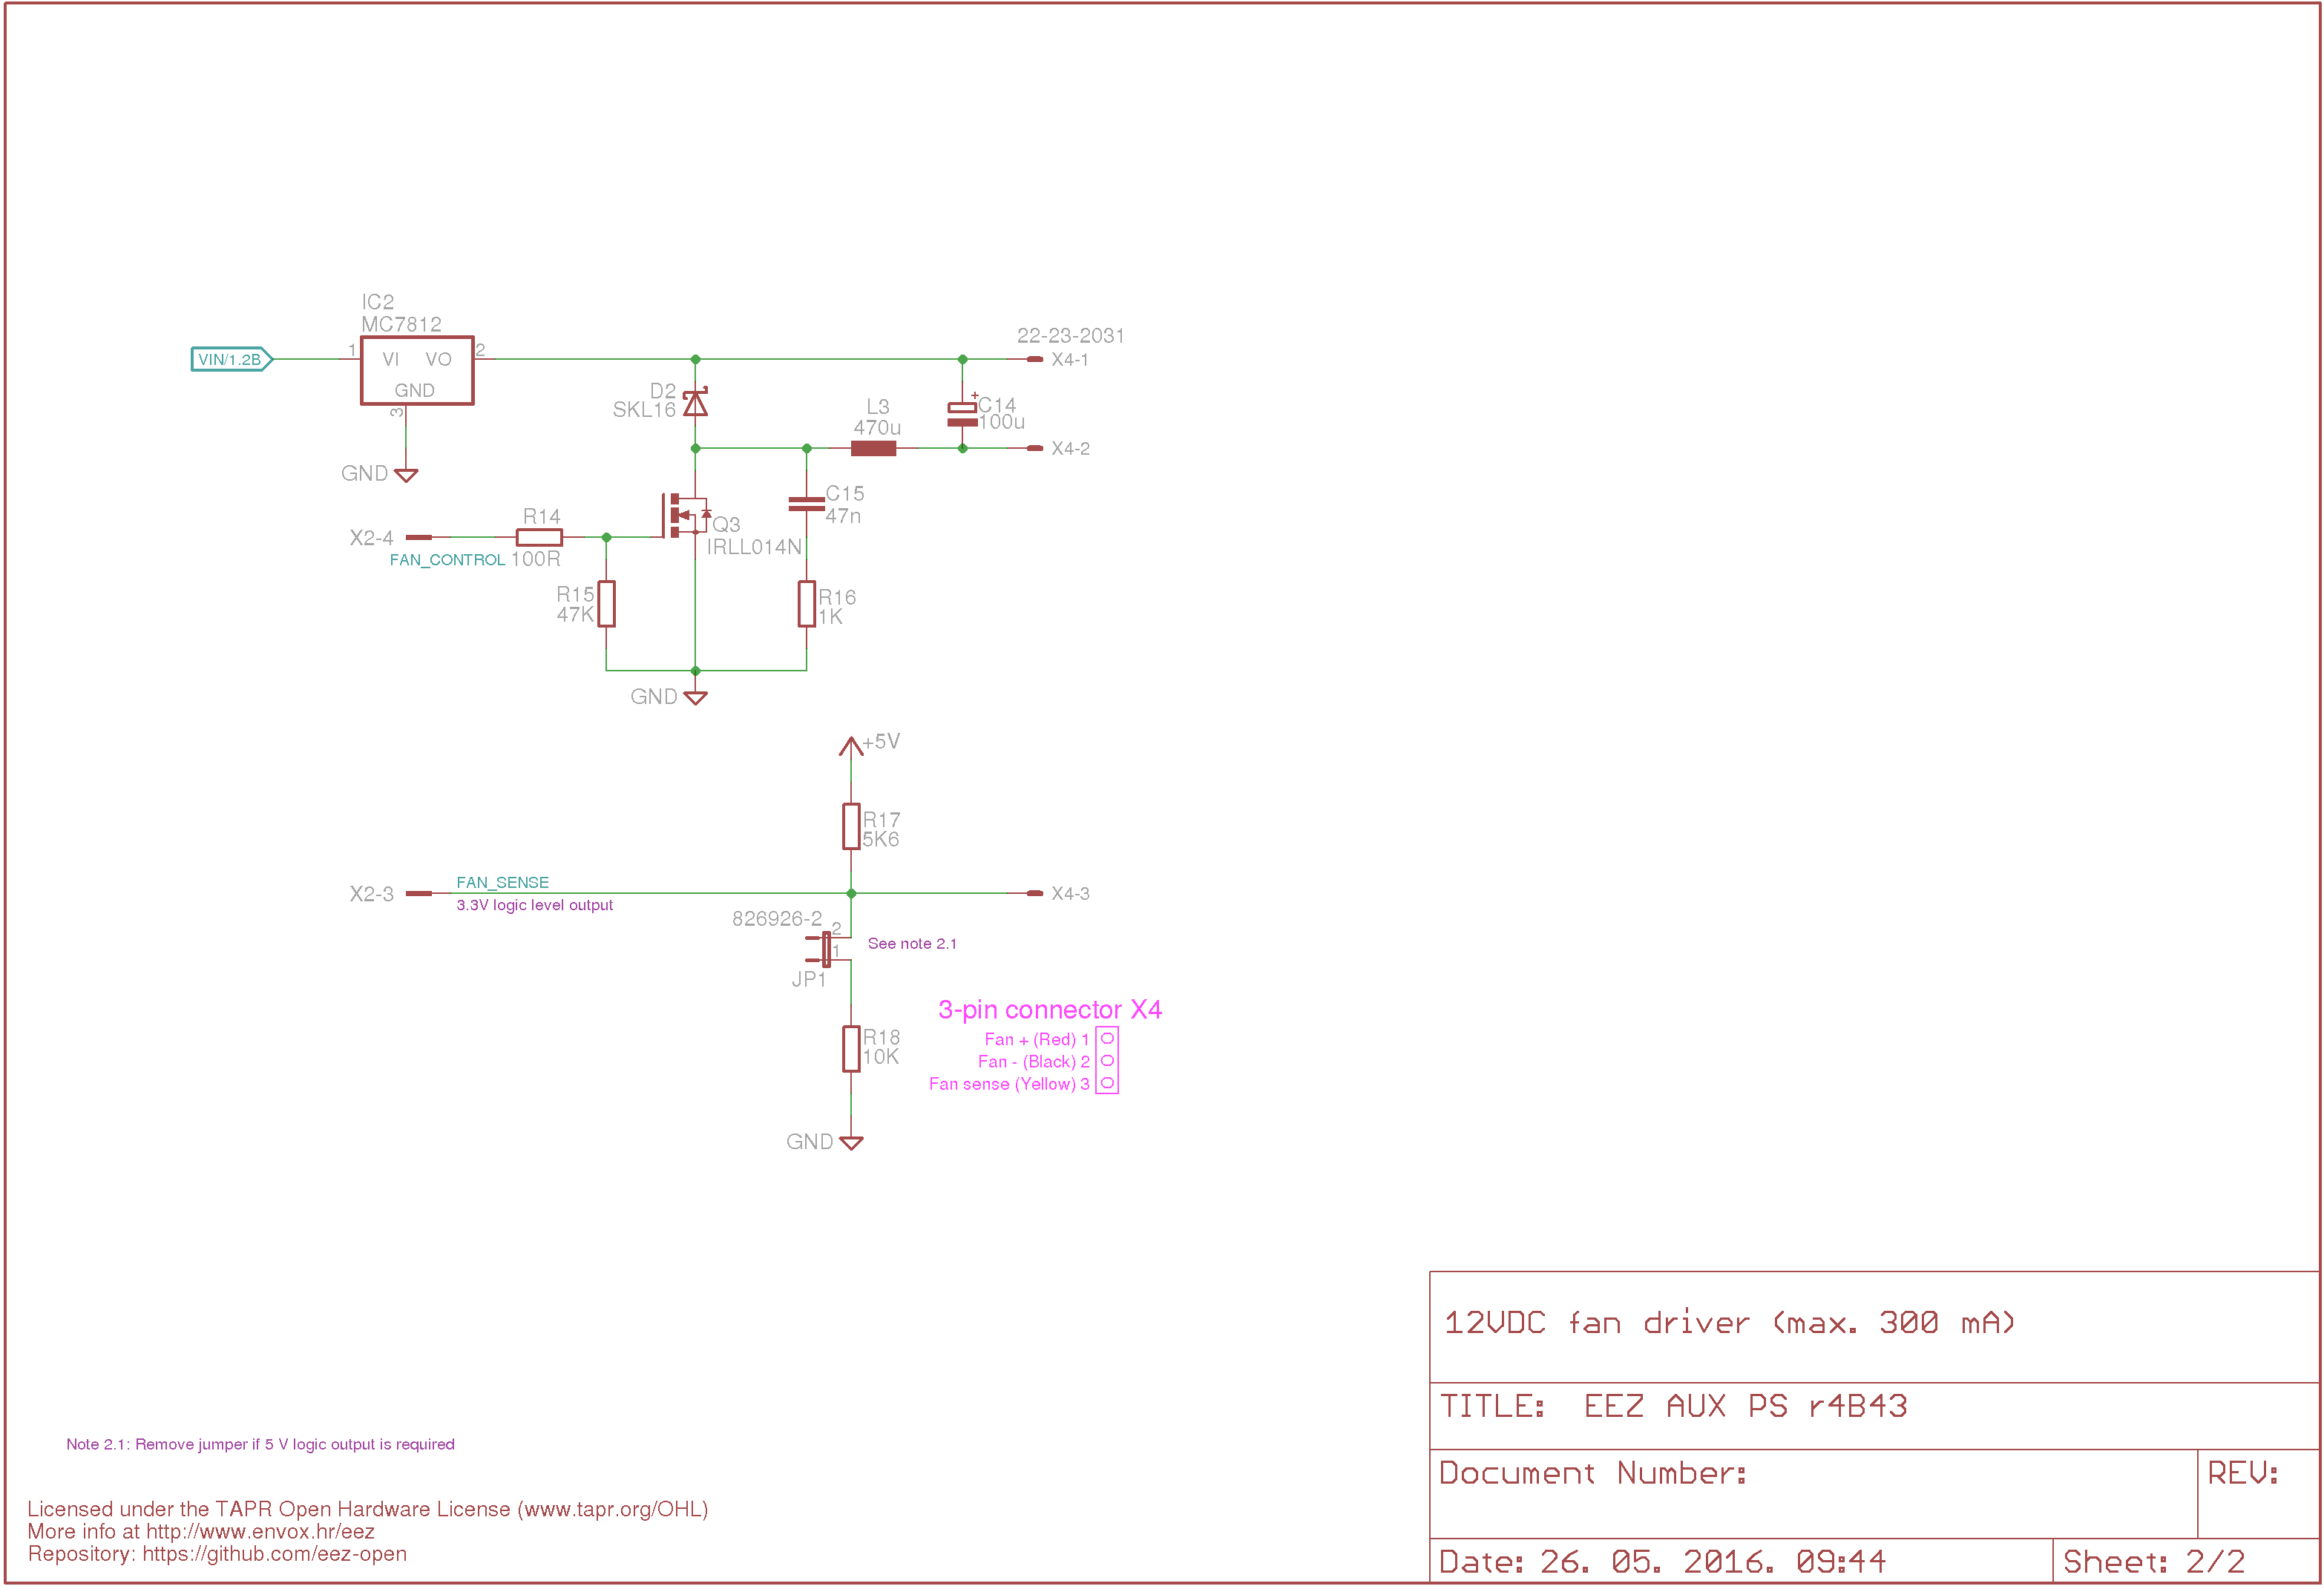 IC2
MC7812
22-23-2031
VIN/1.2B
1
VI
VO
2
X4-1
GND
3
D2
SKL16
L3
470u
+
C14
100u
X4-2
GND
C15
47n
R14
X2-4
Q3
IRLL014N
FAN_CONTROL
100R
R15
47K
R16
1K
GND
+5V
R17
5K6
FAN_SENSE
X2-3
X4-3
3.3V logic level output
826926-2
2
1
See note 2.1
JP1
3-pin connector X4
R18
10K
Fan + (Red) 1
Fan - (Black) 2
Fan sense (Yellow) 3
GND
12VDC fan driver (max. 300 mA)
TITLE: EEZ AUX PS r4B43
Note 2.1: Remove jumper if 5 V logic output is required
Document Number:
REV:
Licensed under the TAPR Open Hardware License (www.tapr.org/OHL)
More info at http://www.envox.hr/eez
Repository: https://github.com/eez-open
Date: 26. 05. 2016. 09:44
Sheet: 2/2